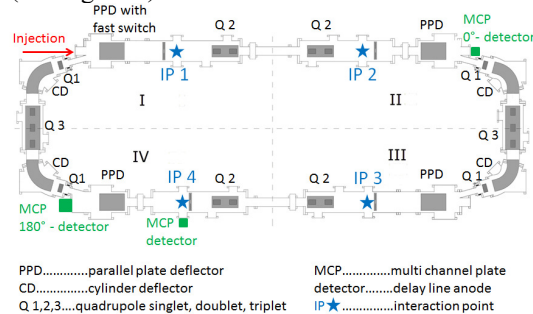 PPD with
fast switch
Injection
Q 2
Q 2
PPD
MCP
0°- detector
IP 1
IP 2
Q1
CD
Q 1
CD
I
II
Q 3
Q 3
IV
III
CD
Q1
PPD
IP 4
Q 2
Q 2
IP 3
PPD
Q 1
CD
MCP
180° - detector
MCP
detector
PPD..............parallel plate deflector
CD................cylinder deflector
Q 1,2,3....quadrupole singlet, doublet, triplet
MCP..............multi channel plate
detector......delay line anode
IP ...............interaction point